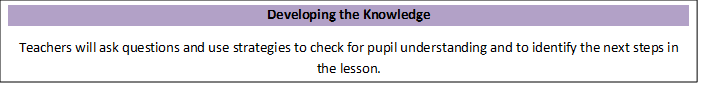 Developing the Knowledge
Teachers will ask questions and use strategies to check for pupil understanding and to identify the next steps in
the lesson.